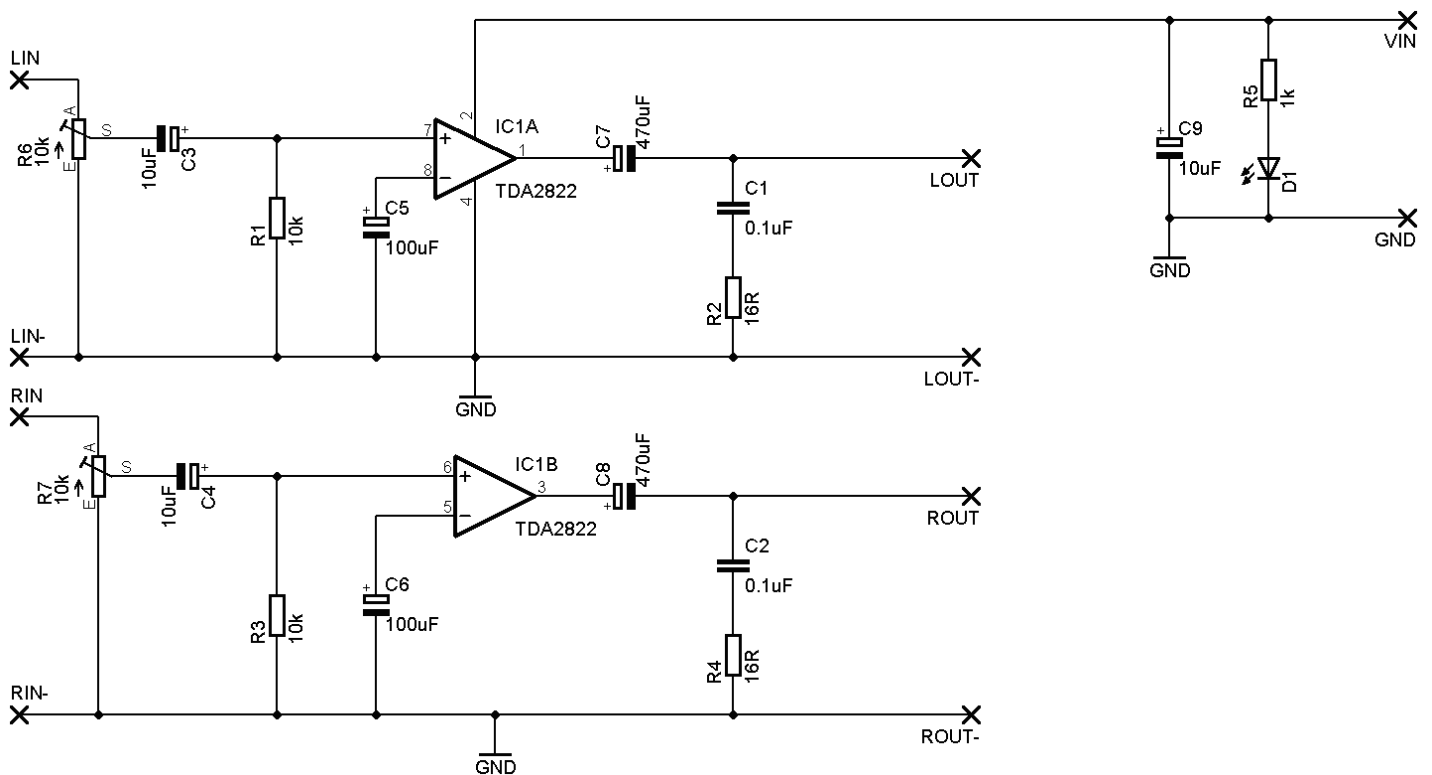 VIN
LIN
A
S
E
R6
10k
10uF
C3
+
R1
10k
7
8
+
−
2
4
1
IC1A
TDA2822
+
C5
100uF
C7
470uF
+
LOUT
C1
0.1uF
R2
16R
R5
1k
+
C9
10uF
D1
GND
GND
LIN-
LOUT-
GND
RIN
A
S
E
R7
10k
10uF
C4
+
R3
10k
6
5
+
−
3
IC1B
TDA2822
+
C6
100uF
C8
470uF
+
ROUT
C2
0.1uF
R4
16R
RIN-
ROUT-
GND